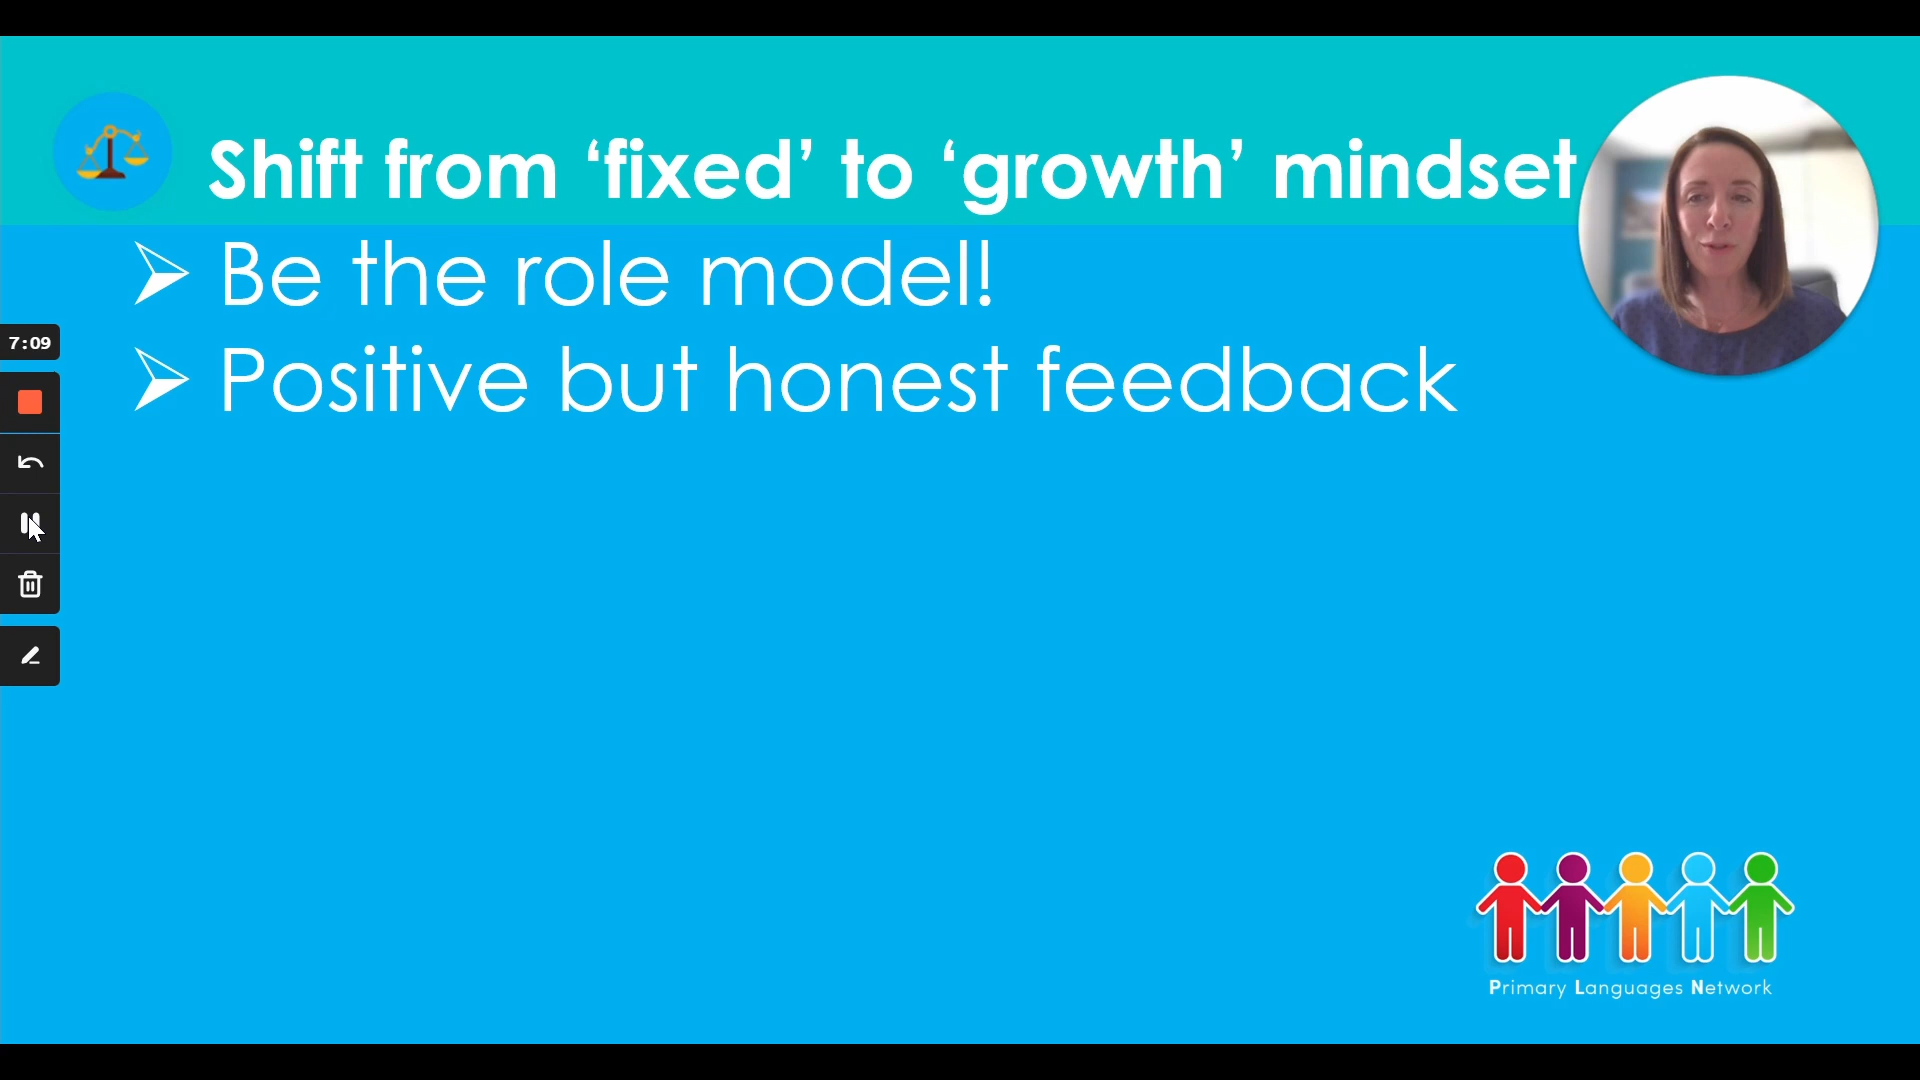 Shift from ‘fixed’ to ‘growth’ mindset
Be the role model!
Positive but honest feedback
7:09
Primary Languages Network